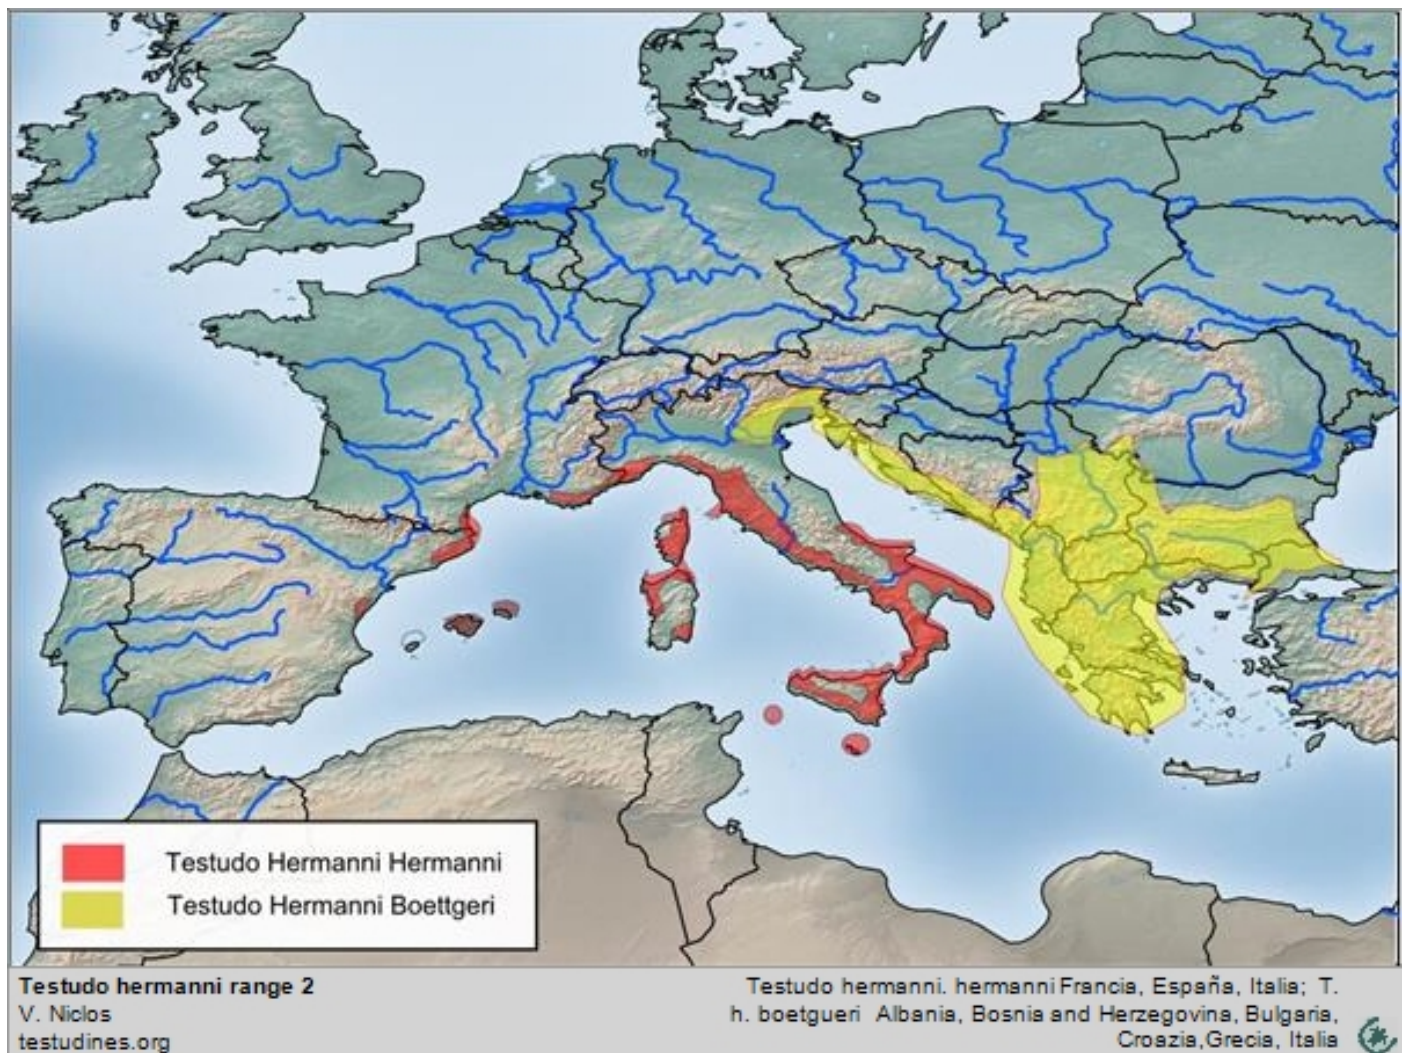 Testudo Hermanni Hermanni
Testudo Hermanni Boettgeri
Testudo hermanni range 2
V. Niclos
testudines.org
Testudo hermanni. hermanni Francia, España, Italia; T.
h. boetgueri Albania, Bosnia and Herzegovina, Bulgaria,
Croazia,Grecia, Italia